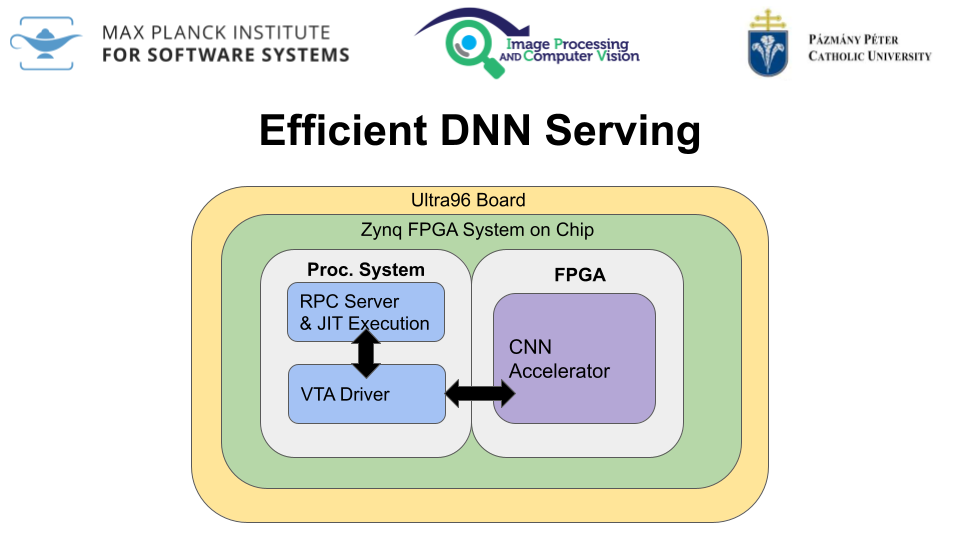 MAX PLANCK INSTITUTE
FOR SOFTWARE SYSTEMS
Image Processing
AND Computer Vision
PÁZMÁNY PÉTER
CATHOLIC UNIVERSITY
Efficient DNN Serving
Ultra96 Board
Zynq FPGA System on Chip
Proc. System
RPC Server
& JIT Execution
VTA Driver
FPGA
CNN
Accelerator